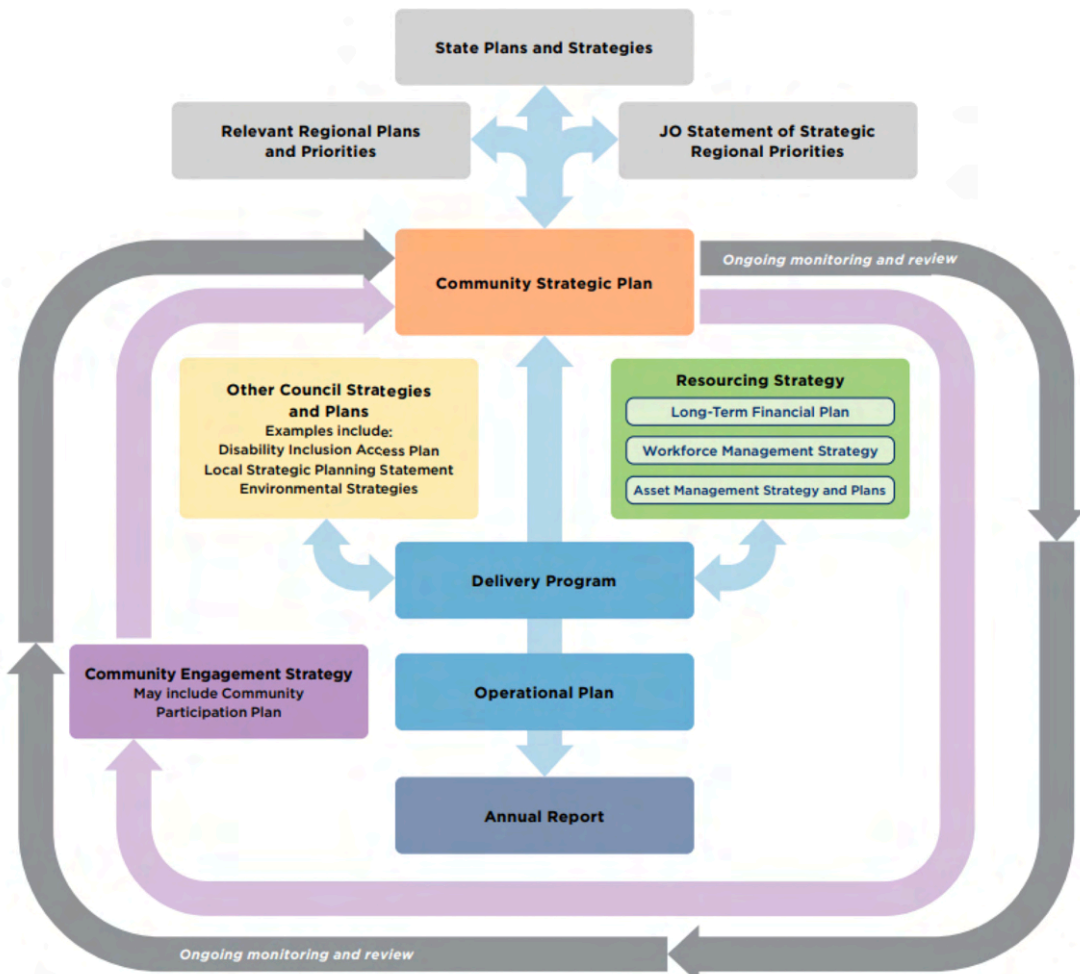 State Plans and Strategies
Relevant Regional Plans
and Priorities
JO Statement of Strategic
Regional Priorities
Community Strategic Plan
Ongoing monitoring and review
Other Council Strategies
and Plans
Examples include:
Disability Inclusion Access Plan
Local Strategic Planning Statement
Environmental Strategies
Resourcing Strategy
Long-Term Financial Plan
Workforce Management Strategy
Asset Management Strategy and Plans
Delivery Program
Community Engagement Strategy
May include Community
Participation Plan
Operational Plan
Annual Report
Ongoing monitoring and review